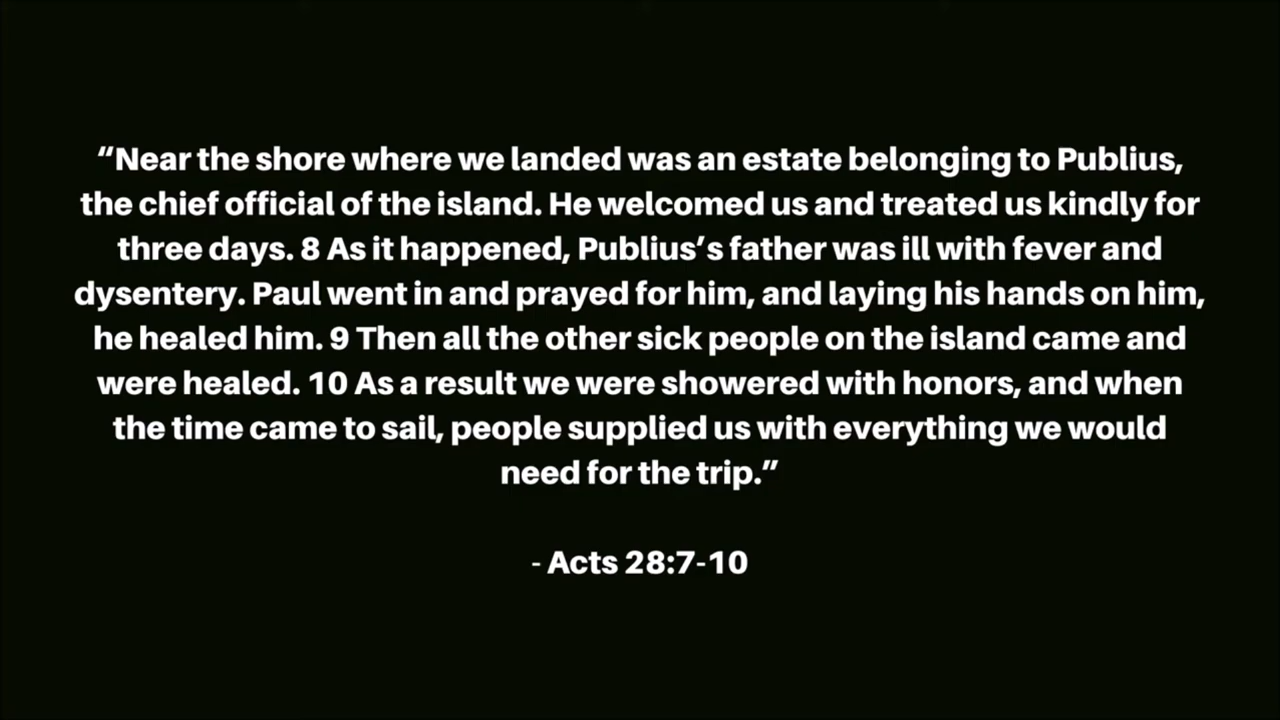 “Near the shore where we landed was an estate belonging to Publius,
the chief official of the island. He welcomed us and treated us kindly for
three days. 8 As it happened, Publius’s father was ill with fever and
dysentery. Paul went in and prayed for him, and laying his hands on him,
he healed him. 9 Then all the other sick people on the island came and
were healed. 10 As a result we were showered with honors, and when
the time came to sail, people supplied us with everything we would
need for the trip.”
- Acts 28:7-10